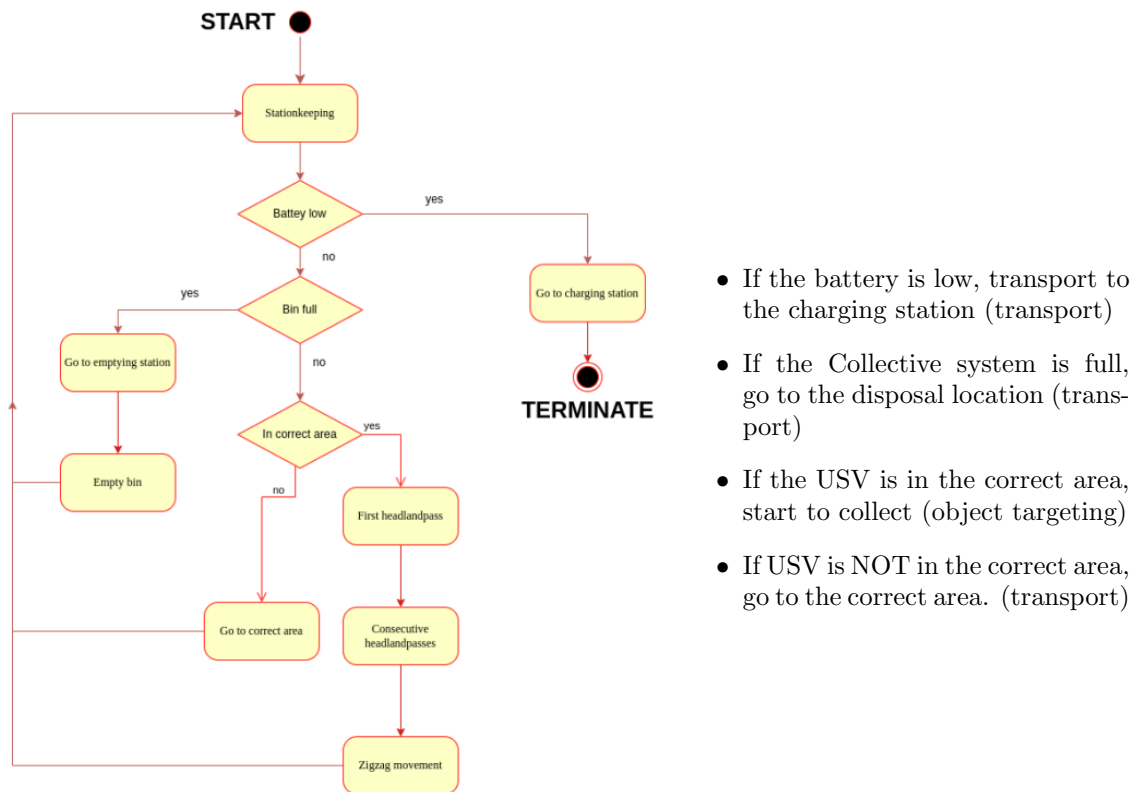 START
Stationkeeping
Battey low
yes
no
Go to charging station
TERMINATE
Bin full
yes
Go to emptying station
Empty bin
no
In correct area
yes
no
First headlandpass
Go to correct area
Consecutive
headlandpasses
Zigzag movement
• If the battery is low, transport to
the charging station (transport)
• If the Collective system is full,
go to the disposal location (trans-
port)
• If the USV is in the correct area,
start to collect (object targeting)
• If USV is NOT in the correct area,
go to the correct area. (transport)